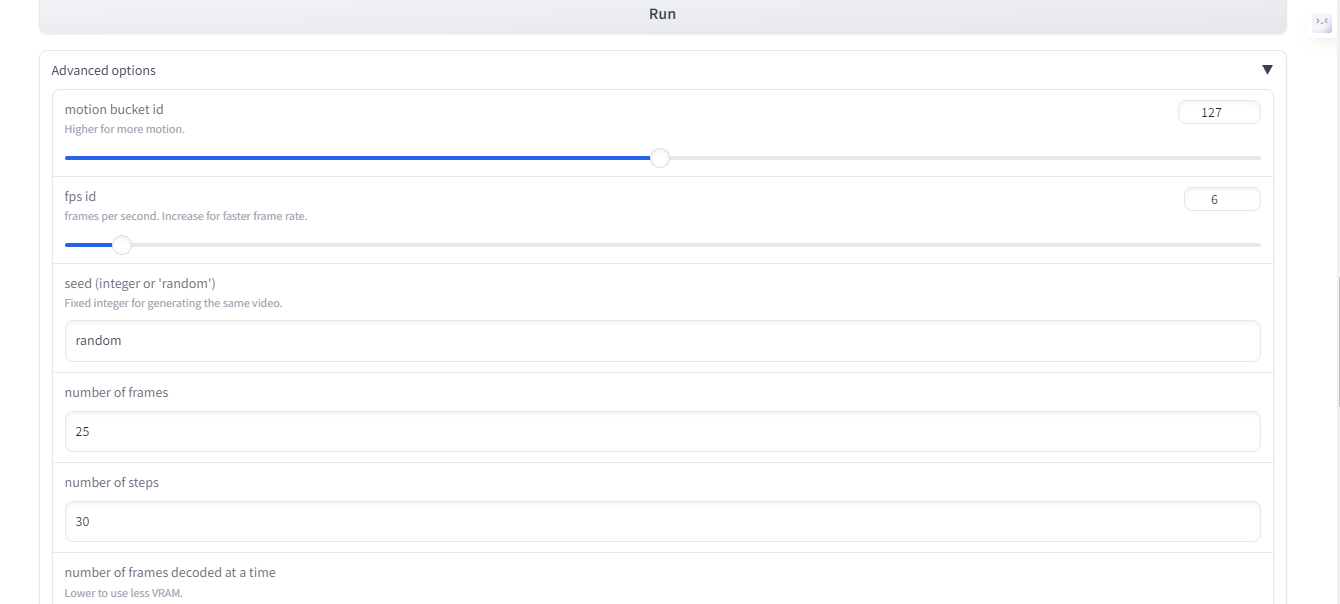 Run
Advanced options ▼
motion bucket id
127
Higher for more motion.
fps id
6
frames per second. Increase for faster frame rate.
seed (integer or 'random')
Fixed integer for generating the same video.
random
number of frames
25
number of steps
30
number of frames decoded at a time
Lower to use less VRAM.